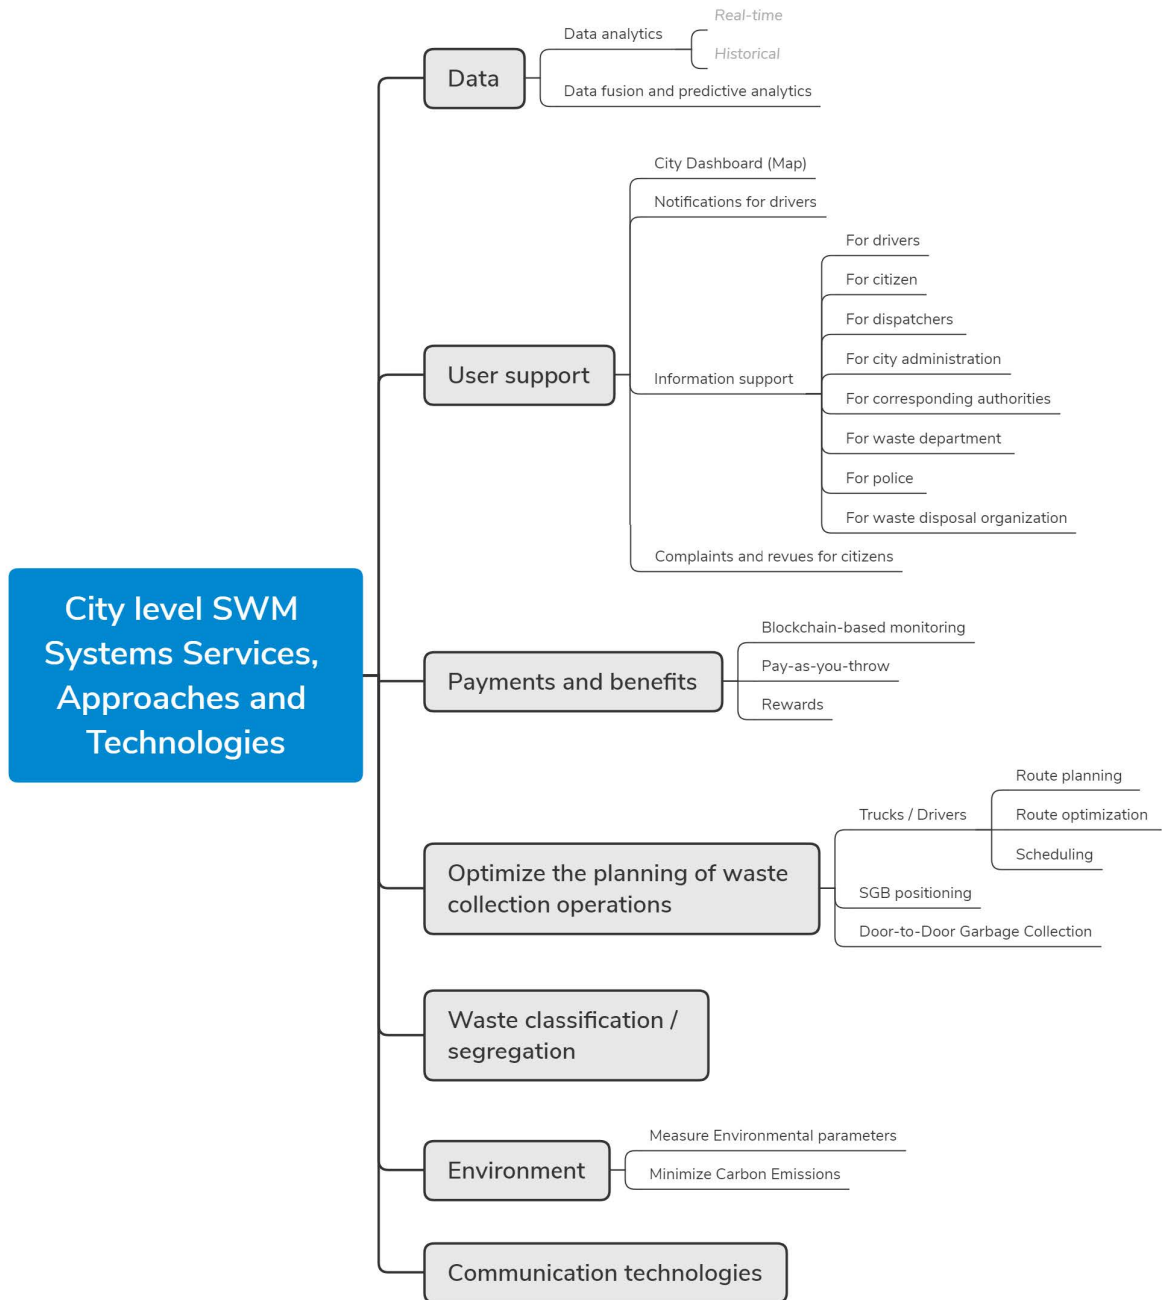 City level SWM
Systems Services,
Approaches and
Technologies
Data
Data analytics
Real-time
Historical
Data fusion and predictive analytics
User support
City Dashboard (Map)
Notifications for drivers
Information support
For drivers
For citizen
For dispatchers
For city administration
For corresponding authorities
For waste department
For police
For waste disposal organization
Complaints and revues for citizens
Payments and benefits
Blockchain-based monitoring
Pay-as-you-throw
Rewards
Optimize the planning of waste
collection operations
Trucks / Drivers
Route planning
Route optimization
Scheduling
SGB positioning
Door-to-Door Garbage Collection
Waste classification /
segregation
Environment
Measure Environmental parameters
Minimize Carbon Emissions
Communication technologies